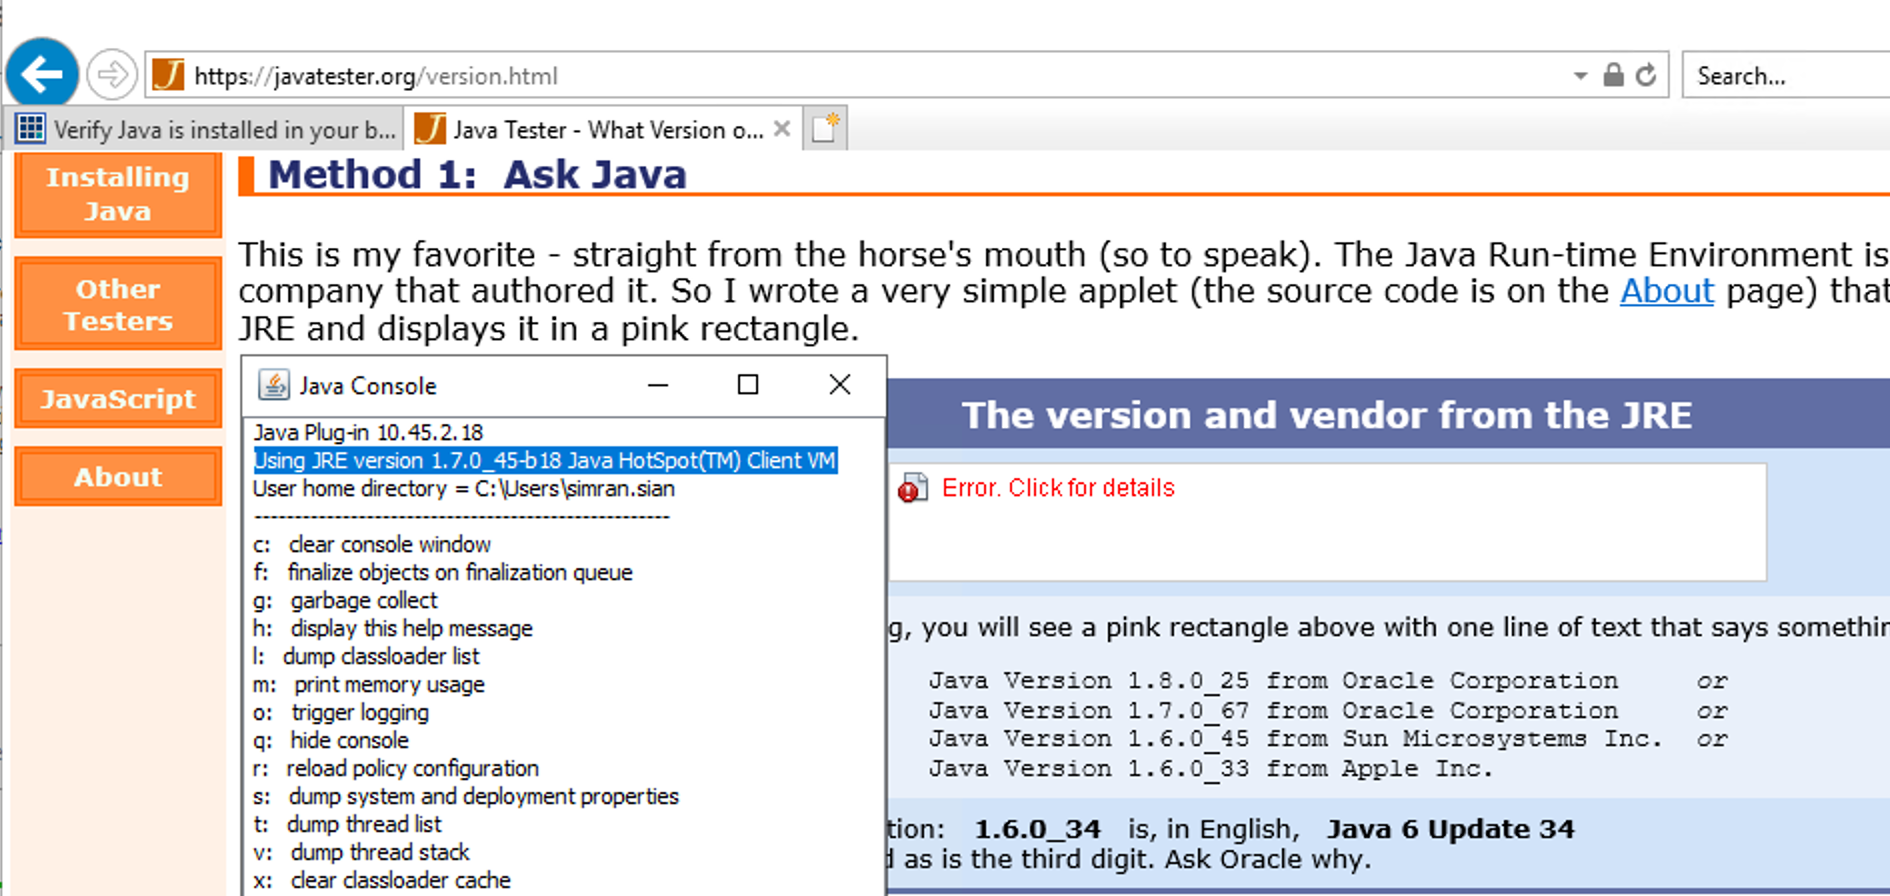 https://javatester.org/version.html
Search...
Verify Java is installed in your b...
Java Tester - What Version o...
Installing
Java
Other
Testers
JavaScript
About
Method 1: Ask Java
This is my favorite - straight from the horse's mouth (so to speak). The Java Run-time Environment is
company that authored it. So I wrote a very simple applet (the source code is on the About page) that
JRE and displays it in a pink rectangle.
Java Console
Java Plug-in 10.45.2.18
Using JRE version 1.7.0_45-b18 Java HotSpot(TM) Client VM
User home directory = C:\Users\simran.sian
----------------------------------------------------
c: clear console window
f: finalize objects on finalization queue
g: garbage collect
h: display this help message
l: dump classloader list
m: print memory usage
o: trigger logging
q: hide console
r: reload policy configuration
s: dump system and deployment properties
t: dump thread list
v: dump thread stack
x: clear classloader cache
The version and vendor from the JRE
Error. Click for details
g, you will see a pink rectangle above with one line of text that says somethin
Java Version 1.8.0_25 from Oracle Corporation or
Java Version 1.7.0_67 from Oracle Corporation or
Java Version 1.6.0_45 from Sun Microsystems Inc. or
Java Version 1.6.0_33 from Apple Inc.
tion: 1.6.0_34 is, in English, Java 6 Update 34
d as is the third digit. Ask Oracle why.